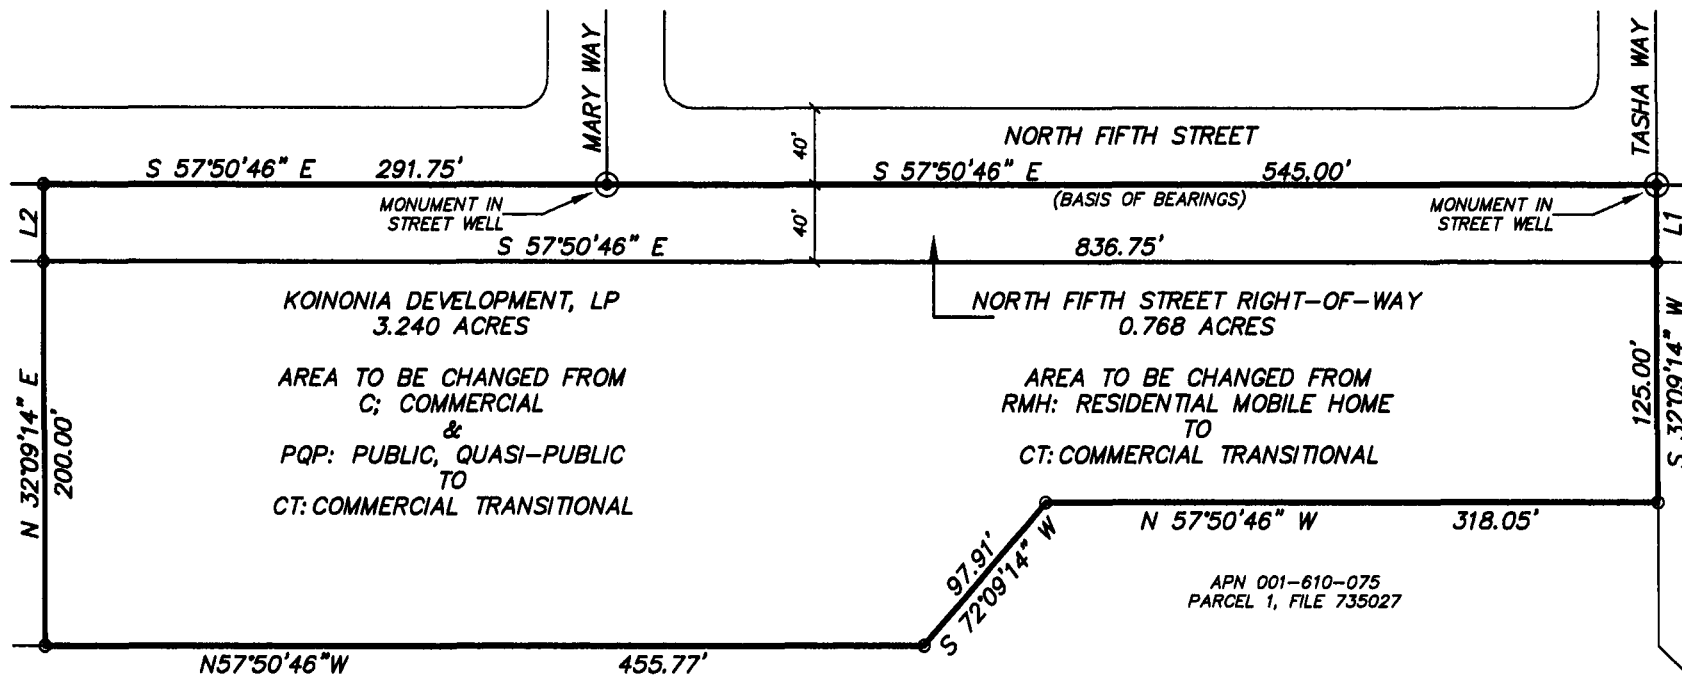 MARY WAY
TASHA WAY
NORTH FIFTH STREET
40'
S 57°50'46" E 291.75'
S 57°50'46" E 545.00'
(BASIS OF BEARINGS)
MONUMENT IN
STREET WELL
MONUMENT IN
STREET WELL
L2
L1
40'
S 57°50'46" E
836.75'
KOINONIA DEVELOPMENT, LP
3.240 ACRES
AREA TO BE CHANGED FROM
C; COMMERCIAL
&
PQP: PUBLIC, QUASI-PUBLIC
TO
CT: COMMERCIAL TRANSITIONAL
NORTH FIFTH STREET RIGHT-OF-WAY
0.768 ACRES
AREA TO BE CHANGED FROM
RMH: RESIDENTIAL MOBILE HOME
TO
CT: COMMERCIAL TRANSITIONAL
N 32°09'14" E
200.00'
125.00'
S 32°09'14" W
N 57°50'46" W 318.05'
97.91'
S 72°09'14" W
APN 001-610-075
PARCEL 1, FILE 735027
N57°50'46"W 455.77'